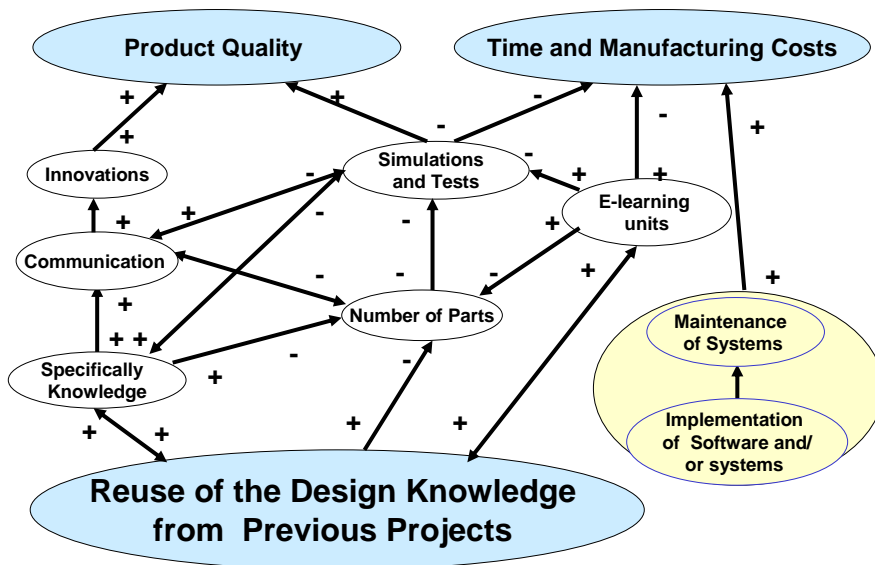 Product Quality
Time and Manufacturing Costs
+
+
-
-
+
-
-
+
+
Innovations
Simulations
and Tests
-
-
+
+
E-learning
units
+
+
-
-
+
Communication
-
-
-
+
+
+
Number of Parts
Maintenance
of Systems
+ +
-
-
+
Specifically
Knowledge
Implementation
of Software and/
or systems
+
+
+
+
Reuse of the Design Knowledge
from Previous Projects